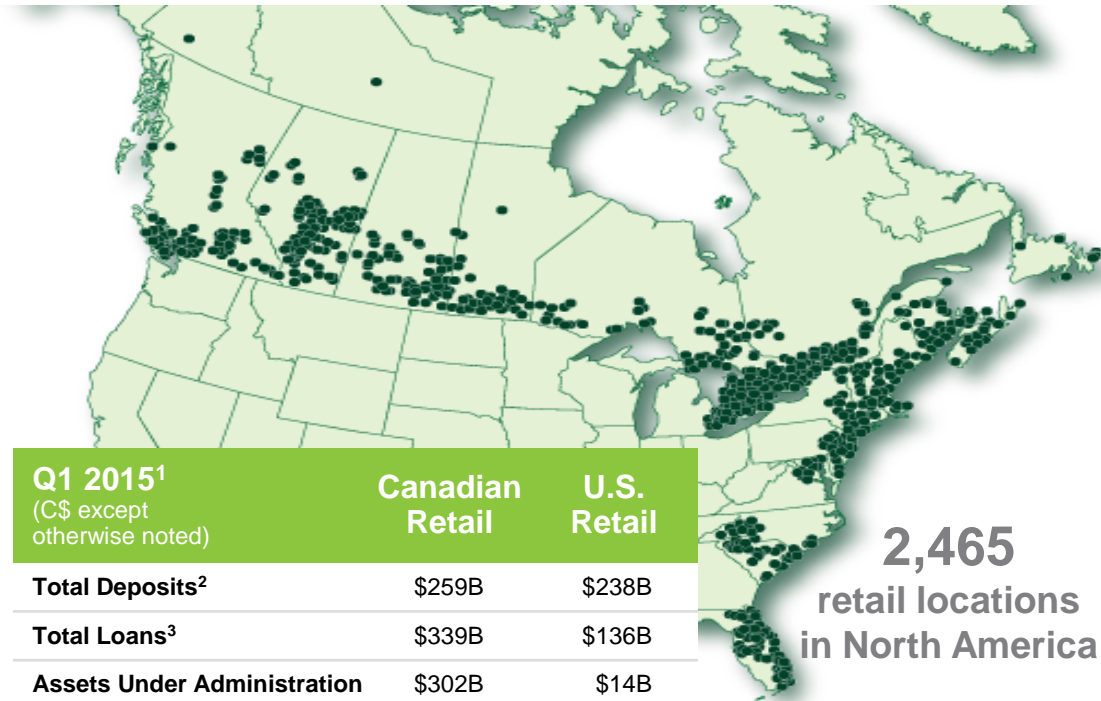 Q1 2015¹
(C$ except
otherwise noted)
Canadian
Retail
U.S.
Retail
Total Deposits² $259B $238B
Total Loans³ $339B $136B
Assets Under Administration $302B $14B
2,465
retail locations
in North America